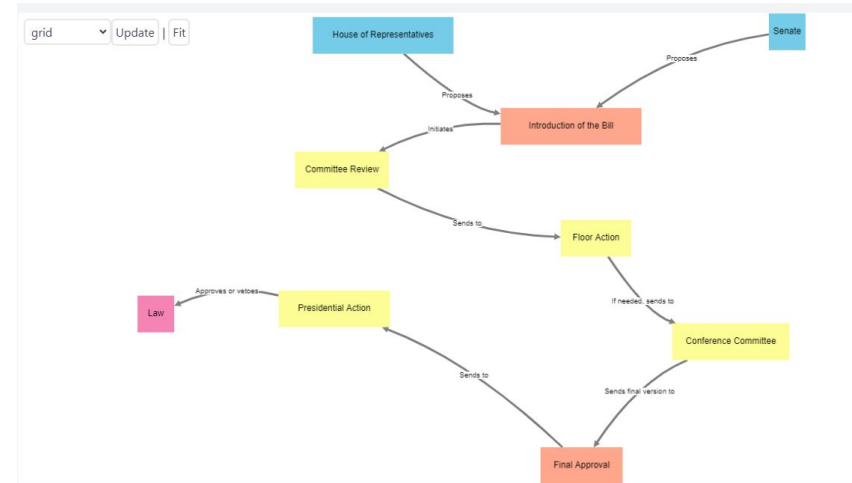 grid
Update | Fit
House of Representatives
Senate
Proposes
Proposes
Introduction of the Bill
Initiates
Committee Review
Sends to
Floor Action
Approves or vetoes
Presidential Action
If needed, sends to
Law
Conference Committee
Sends to
Sends final version to
Final Approval